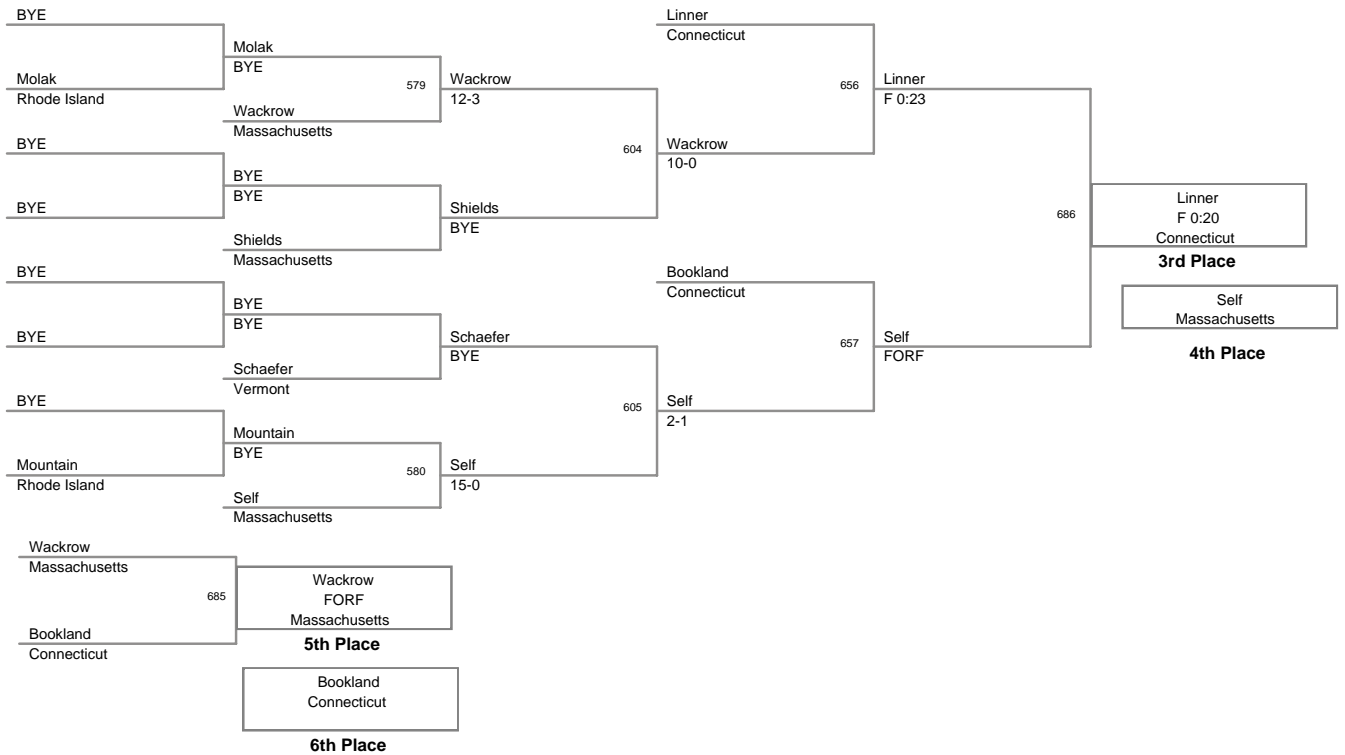 BYE
Molak
Rhode Island
BYE
BYE
BYE
BYE
BYE
Mountain
Rhode Island
Molak
BYE
579
Wackrow
Massachusetts
BYE
BYE
Shields
Massachusetts
BYE
BYE
Schaefer
Vermont
Mountain
BYE
580
Self
Massachusetts
Wackrow
12-3
604
Shields
BYE
Schaefer
BYE
605
Self
15-0
Linner
Connecticut
656
Wackrow
10-0
Bookland
Connecticut
657
Self
2-1
Linner
F 0:23
686
Self
FORF
Linner
F 0:20
Connecticut
3rd Place
Self
Massachusetts
4th Place
Wackrow
Massachusetts
685
Bookland
Connecticut
Wackrow
FORF
Massachusetts
5th Place
Bookland
Connecticut
6th Place